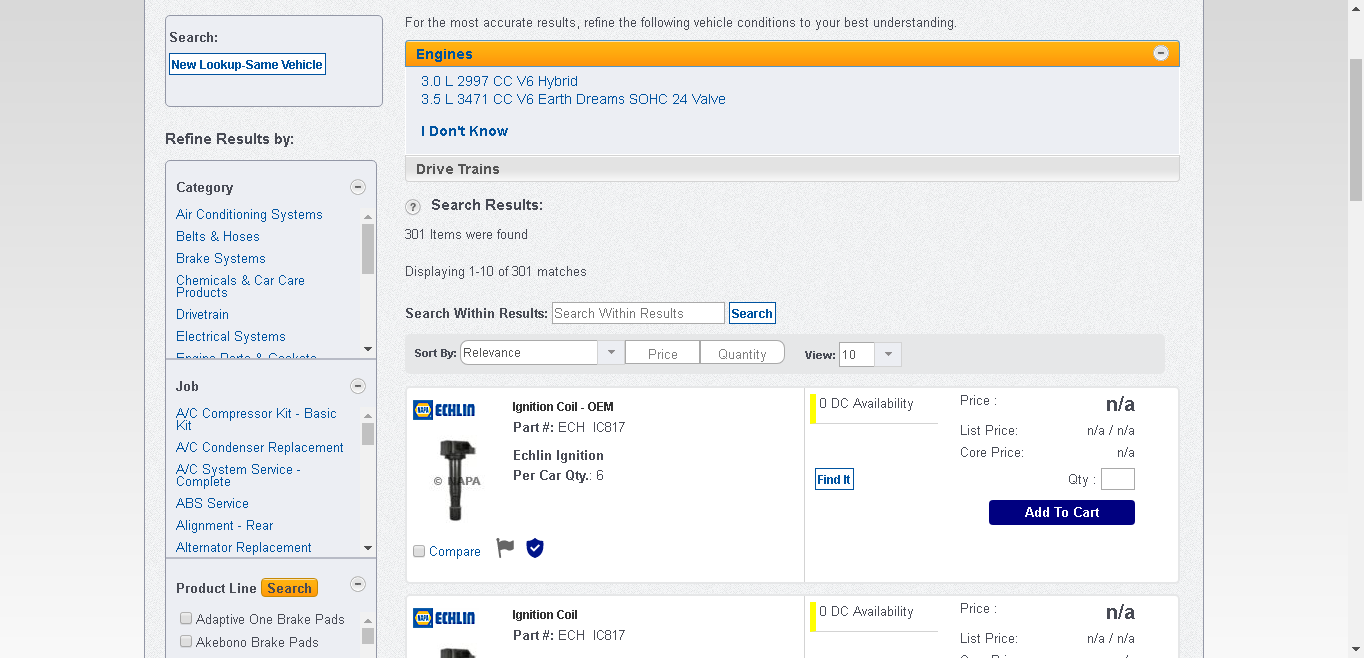 Search:
New Lookup-Same Vehicle
Refine Results by:
Category
Air Conditioning Systems
Belts & Hoses
Brake Systems
Chemicals & Car Care
Products
Drivetrain
Electrical Systems
Engine Parts & Gaskets
Job
A/C Compressor Kit - Basic
Kit
A/C Condenser Replacement
A/C System Service -
Complete
ABS Service
Alignment - Rear
Alternator Replacement
Product Line Search
Adaptive One Brake Pads
Akebono Brake Pads
For the most accurate results, refine the following vehicle conditions to your best understanding.
Engines
3.0 L 2997 CC V6 Hybrid
3.5 L 3471 CC V6 Earth Dreams SOHC 24 Valve
I Don't Know
Drive Trains
? Search Results:
301 Items were found
Displaying 1-10 of 301 matches
Search Within Results: Search Within Results Search
Sort By: Relevance Price Quantity View: 10
NAPA ECHLIN
© NAPA
Compare
Ignition Coil - OEM
Part #: ECH IC817
Echlin Ignition
Per Car Qty.: 6
0 DC Availability
Find It
Price : n/a
List Price: n/a / n/a
Core Price: n/a
Qty :
Add To Cart
NAPA ECHLIN
Ignition Coil
Part #: ECH IC817
0 DC Availability
Price : n/a
List Price: n/a / n/a
Core Price: n/a